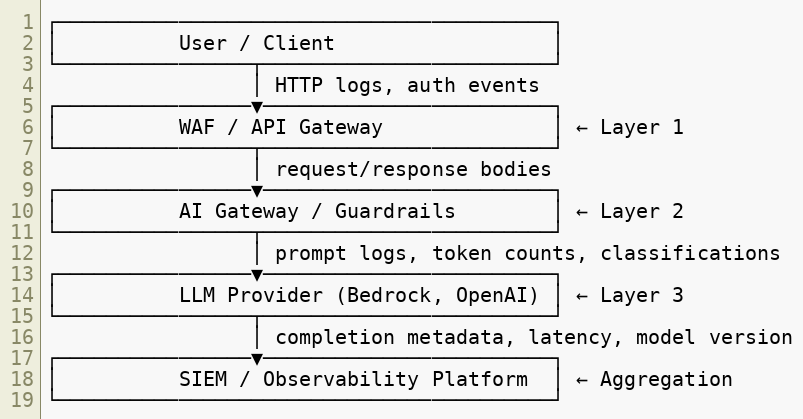 1
2 User / Client
3
4 HTTP logs, auth events
5
6 WAF / API Gateway ← Layer 1
7
8 request/response bodies
9
10 AI Gateway / Guardrails ← Layer 2
11
12 prompt logs, token counts, classifications
13
14 LLM Provider (Bedrock, OpenAI) ← Layer 3
15
16 completion metadata, latency, model version
17
18 SIEM / Observability Platform ← Aggregation
19